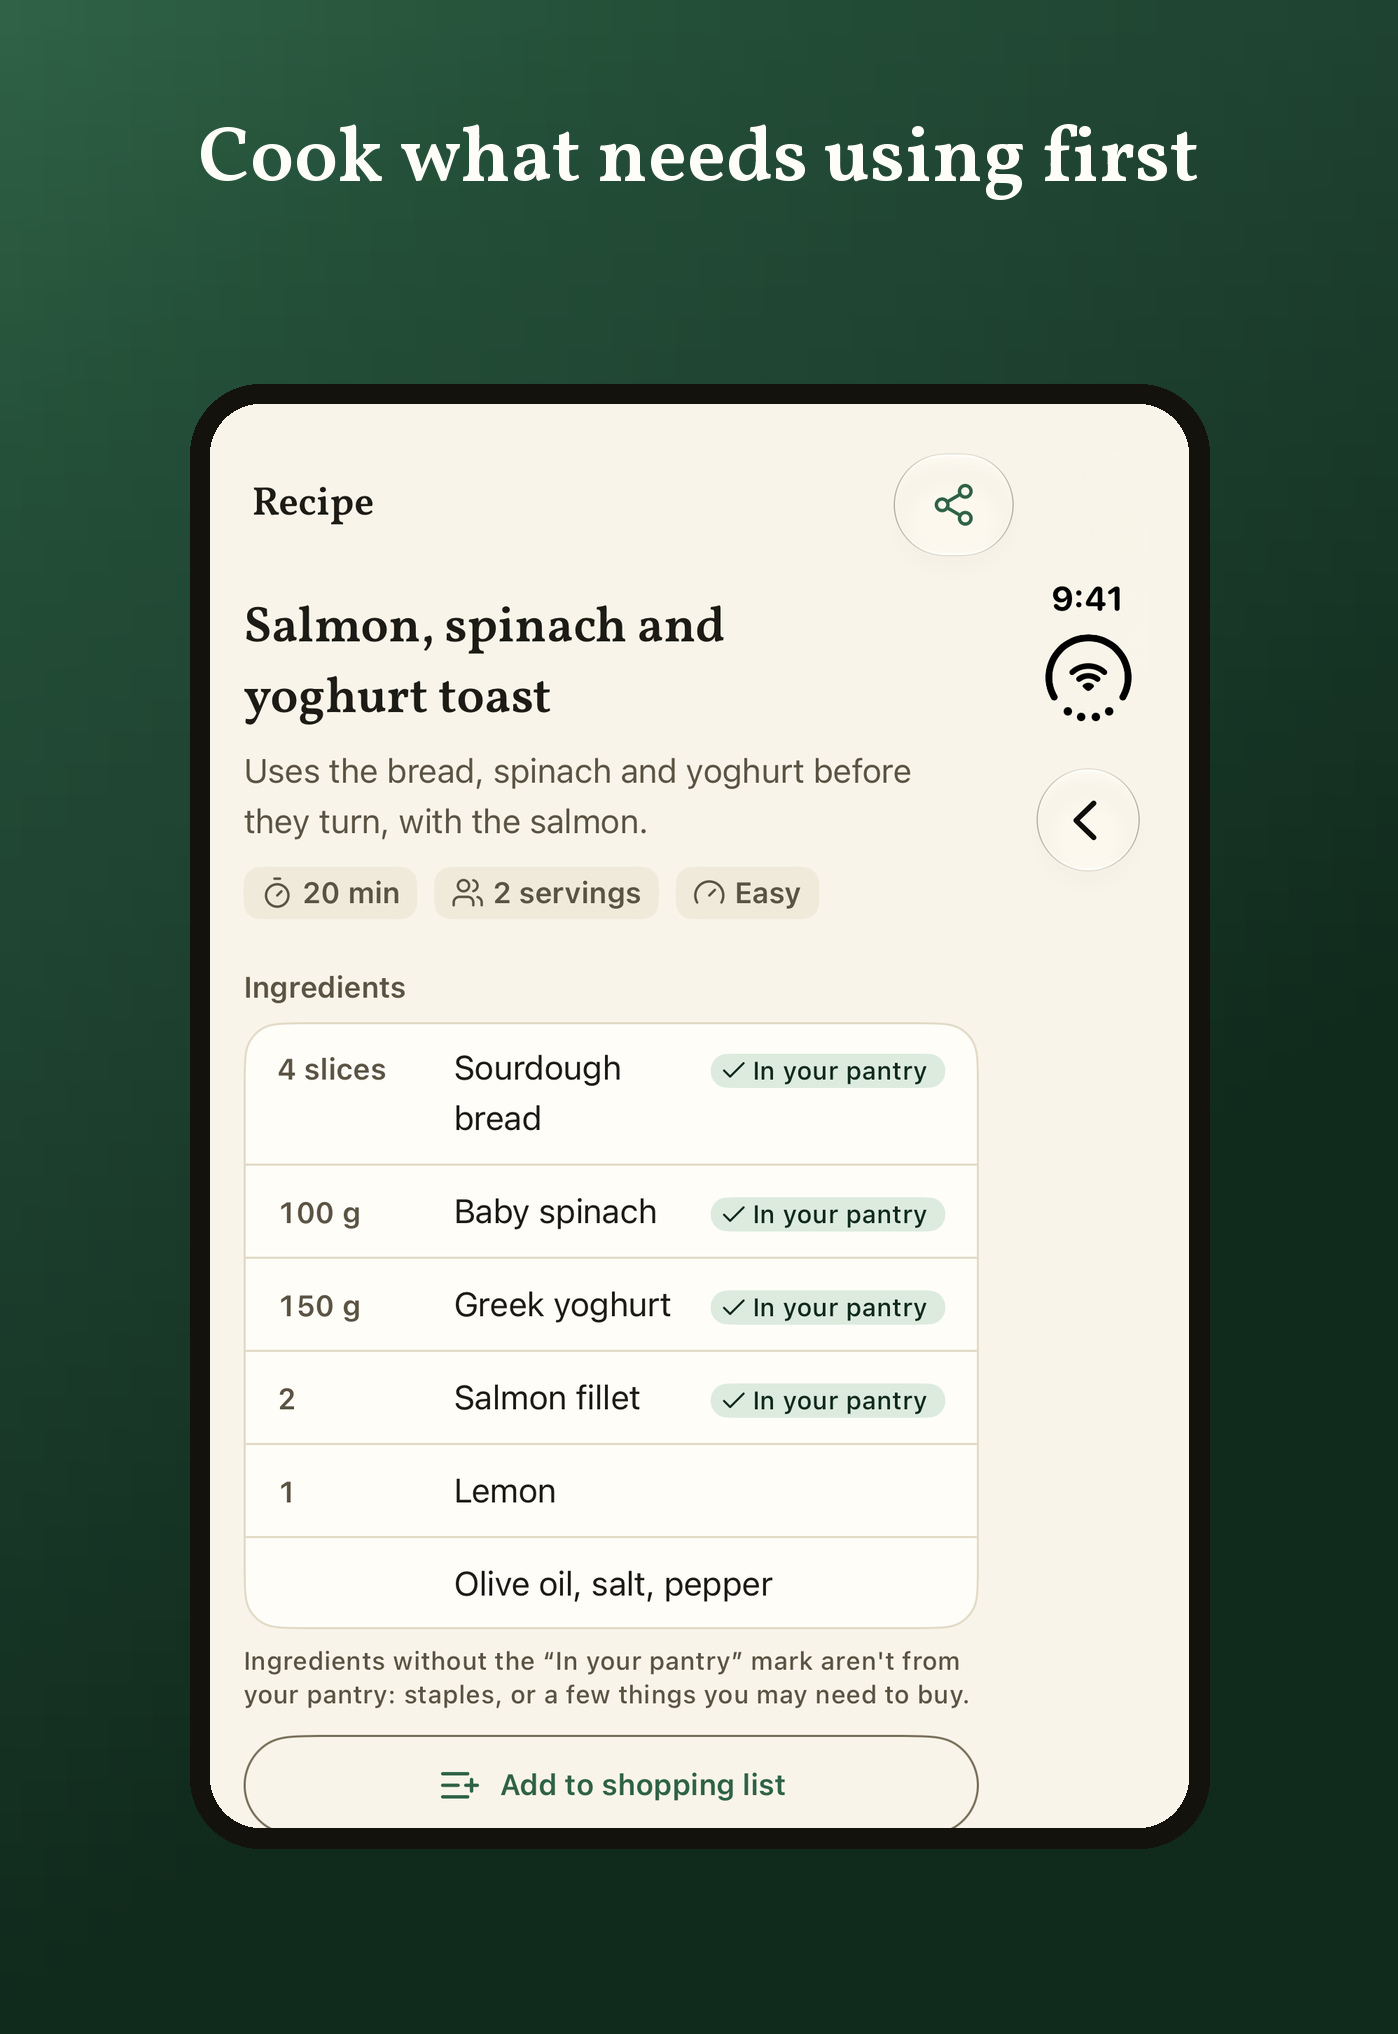 Cook what needs using first
Recipe
9:41
Salmon, spinach and
yoghurt toast
Uses the bread, spinach and yoghurt before
they turn, with the salmon.
20 min
2 servings
Easy
Ingredients
4 slices Sourdough bread In your pantry
100 g Baby spinach In your pantry
150 g Greek yoghurt In your pantry
2 Salmon fillet In your pantry
1 Lemon
Olive oil, salt, pepper
Ingredients without the “In your pantry” mark aren't from
your pantry: staples, or a few things you may need to buy.
Add to shopping list